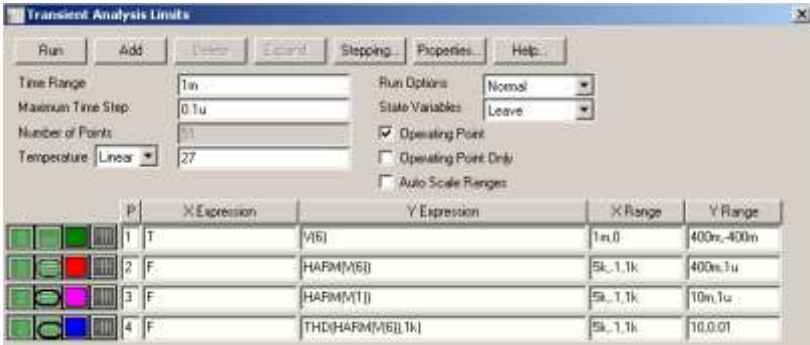 Transient Analysis Limits
Run Add Delete Expand Stepping... Properties... Help...
Time Range 1m Run Options Normal
Maximum Time Step 0.1u State Variables Leave
Number of Points 51 Operating Point
Temperature Linear 27 Operating Point Only
Auto Scale Ranges
P X Expression Y Expression X Range Y Range
1 T V(6) 1m,0 400m,-400m
2 F HARM(V(6)) 5k,.1,1k 400m,1u
3 F HARM(V(1)) 5k,.1,1k 10m,1u
4 F THD(HARM(V(6)),1k) 5k,.1,1k 10,0.01